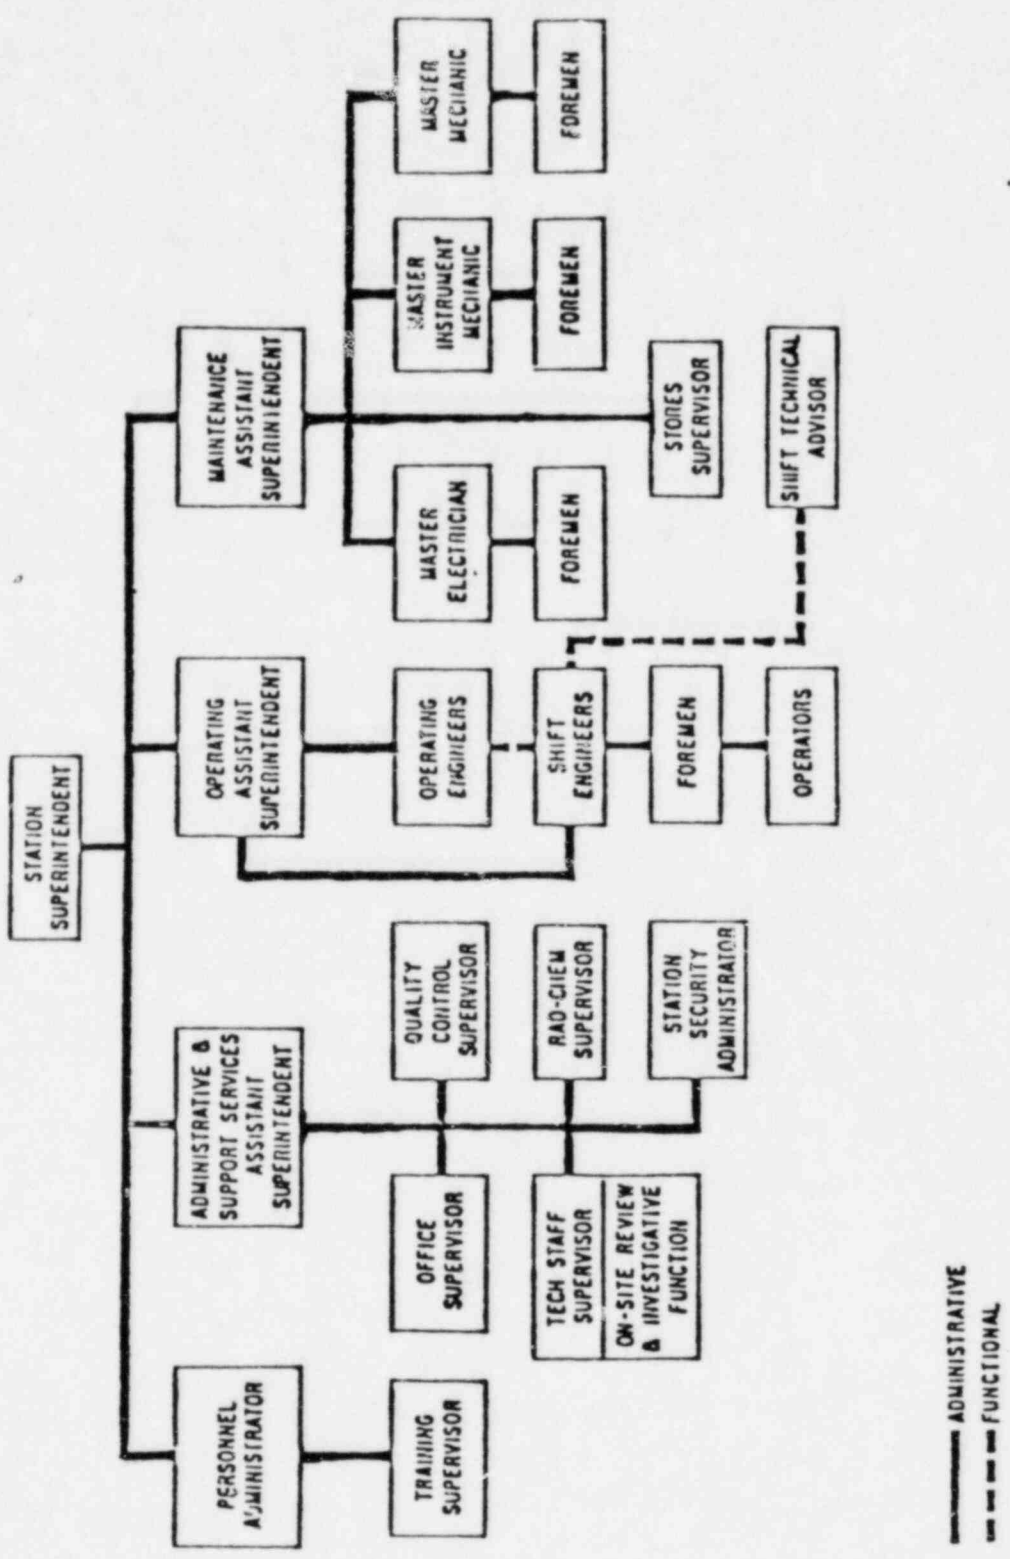 STATION
SUPERINTENDENT
PERSONNEL
ADMINISTRATOR
ADMINISTRATIVE &
SUPPORT SERVICES
ASSISTANT
SUPERINTENDENT
OPERATING
ASSISTANT
SUPERINTENDENT
MAINTENANCE
ASSISTANT
SUPERINTENDENT
TRAINING
SUPERVISOR
OFFICE
SUPERVISOR
QUALITY
CONTROL
SUPERVISOR
OPERATING
ENGINEERS
MASTER
ELECTRICIAN
MASTER
INSTRUMENT
MECHANIC
MASTER
MECHANIC
TECH STAFF
SUPERVISOR
ON-SITE REVIEW
& INVESTIGATIVE
FUNCTION
RAD-CHEM
SUPERVISOR
SHIFT
ENGINEERS
FOREMEN
FOREMEN
FOREMEN
STATION
SECURITY
ADMINISTRATOR
FOREMEN
STORES
SUPERVISOR
OPERATORS
SHIFT TECHNICAL
ADVISOR
ADMINISTRATIVE
FUNCTIONAL